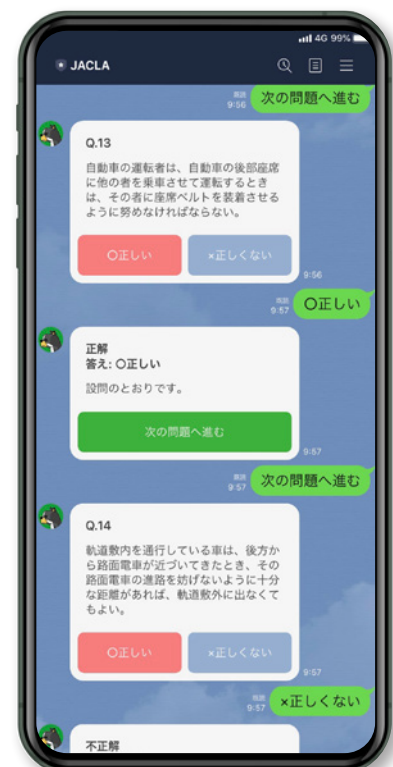 4G 99%
JACLA
既読
9:56
次の問題へ進む
Q.13
自動車の運転者は、自動車の後部座席
に他の者を乗車させて運転するとき
は、その者に座席ベルトを装着させる
ように努めなければならない。
〇正しい
×正しくない
9:56
既読
9:57
〇正しい
正解
答え: 〇正しい
設問のとおりです。
次の問題へ進む
9:57
既読
9:57
次の問題へ進む
Q.14
軌道敷内を通行している車は、後方か
ら路面電車が近づいてきたとき、その
路面電車の進路を妨げないように十分
な距離があれば、軌道敷外に出なくて
もよい。
〇正しい
×正しくない
9:57
既読
9:57
×正しくない
不正解